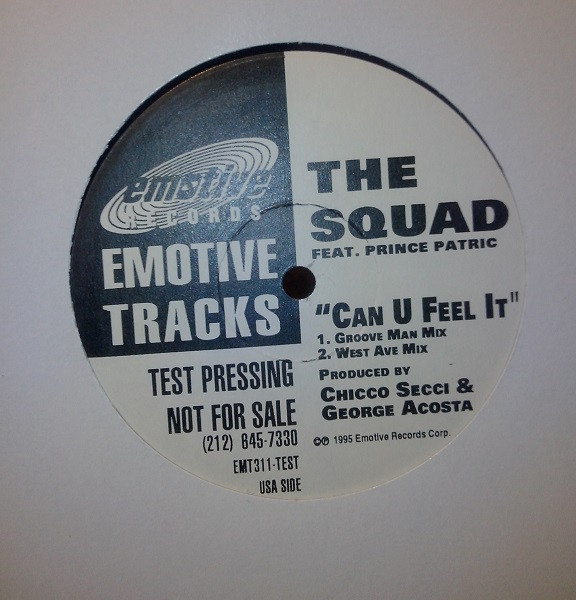 emotive
RECORDS
EMOTIVE
TRACKS
TEST PRESSING
NOT FOR SALE
(212) 645-7330
EMT311-TEST
USA SIDE
THE
SQUAD
FEAT. PRINCE PATRIC
"CAN U FEEL IT"
1. GROOVE MAN MIX
2. WEST AVE MIX
PRODUCED BY
CHICCO SECCI &
GEORGE ACOSTA
©℗ 1995 Emotive Records Corp.